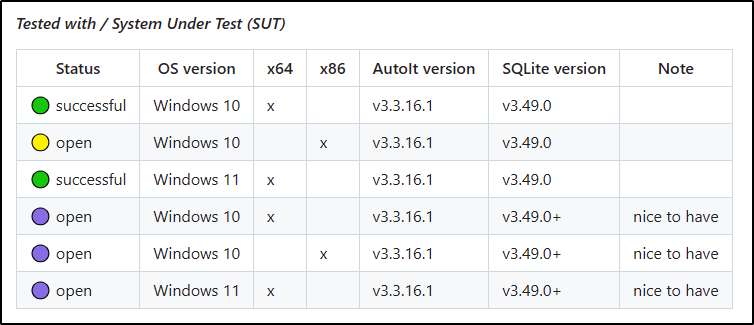 Tested with / System Under Test (SUT)
Status OS version x64 x86 AutoIt version SQLite version Note
successful Windows 10 x v3.3.16.1 v3.49.0
open Windows 10 x v3.3.16.1 v3.49.0
successful Windows 11 x v3.3.16.1 v3.49.0
open Windows 10 x v3.3.16.1 v3.49.0+ nice to have
open Windows 10 x v3.3.16.1 v3.49.0+ nice to have
open Windows 11 x v3.3.16.1 v3.49.0+ nice to have